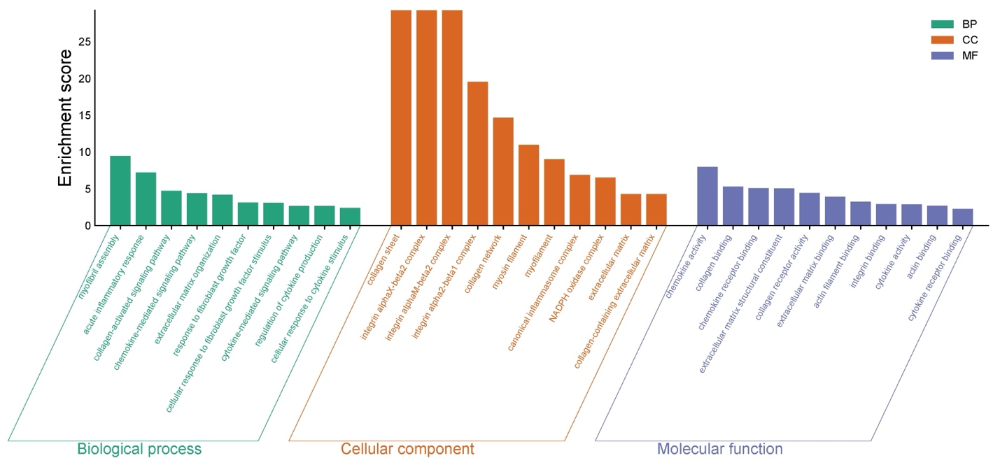 Enrichment score
25
20
15
10
5
0
BP
CC
MF
myofibril assembly
acute inflammatory response
collagen-activated signaling pathway
chemokine-mediated signaling pathway
extracellular matrix organization
response to fibroblast growth factor
cellular response to fibroblast growth factor stimulus
cytokine-mediated signaling pathway
regulation of cytokine production
cellular response to cytokine stimulus
collagen sheet
integrin alphaX-beta2 complex
integrin alphaM-beta2 complex
integrin alpha2-beta1 complex
collagen network
myosin filament
myofilament
canonical inflammasome complex
NADPH oxidase complex
extracellular matrix
collagen-containing extracellular matrix
chemokine activity
collagen binding
chemokine receptor binding
extracellular matrix structural constituent
collagen receptor activity
extracellular matrix binding
actin filament binding
integrin binding
cytokine activity
actin binding
cytokine receptor binding
Biological process
Cellular component
Molecular function